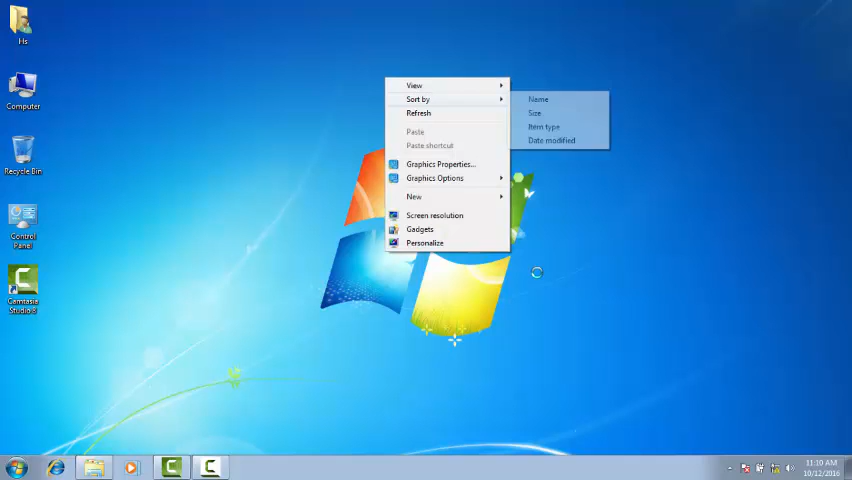 Hs
Computer
Recycle Bin
Control
Panel
Camtasia
Studio 8
View
Sort by
Refresh
Paste
Paste shortcut
Graphics Properties...
Graphics Options
New
Screen resolution
Gadgets
Personalize
Name
Size
Item type
Date modified
11:10 AM
10/12/2016